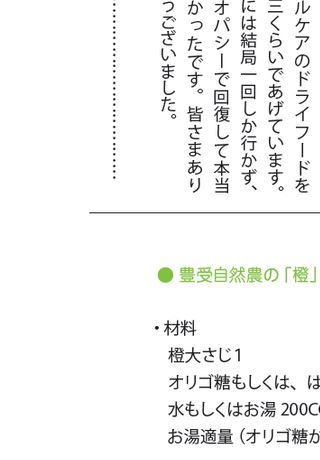 ルケアのドライフードを
三くらいであげています。
には結局一回しか行かず、
オパシーで回復して本当
かったです。皆さまあり
うございました。
● 豊受自然農の「橙」
・材料
橙大さじ1
オリゴ糖もしくは、は
水もしくはお湯 200C
お湯適量（オリゴ糖が